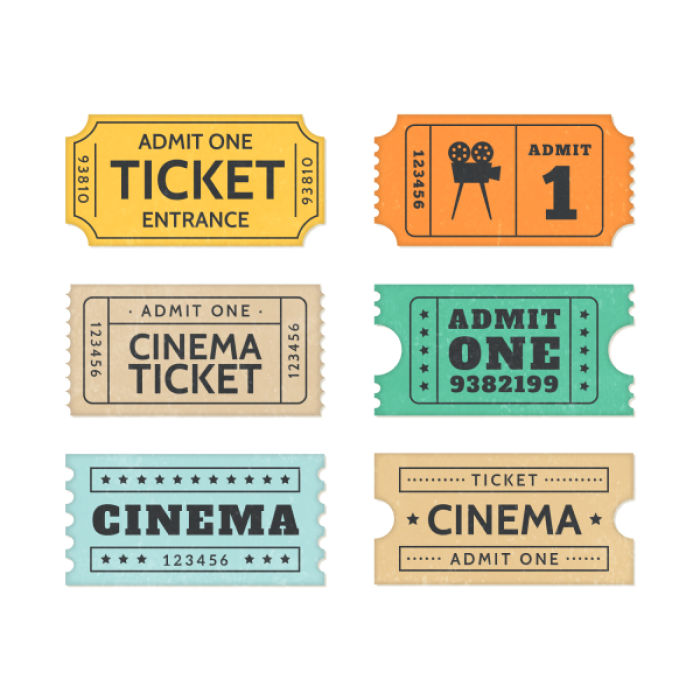 93810
ADMIT ONE
TICKET
ENTRANCE
93810
123456
ADMIT
1
123456
· ADMIT ONE ·
CINEMA
TICKET
123456
ADMIT
ONE
9382199
CINEMA
123456
TICKET
CINEMA
ADMIT ONE